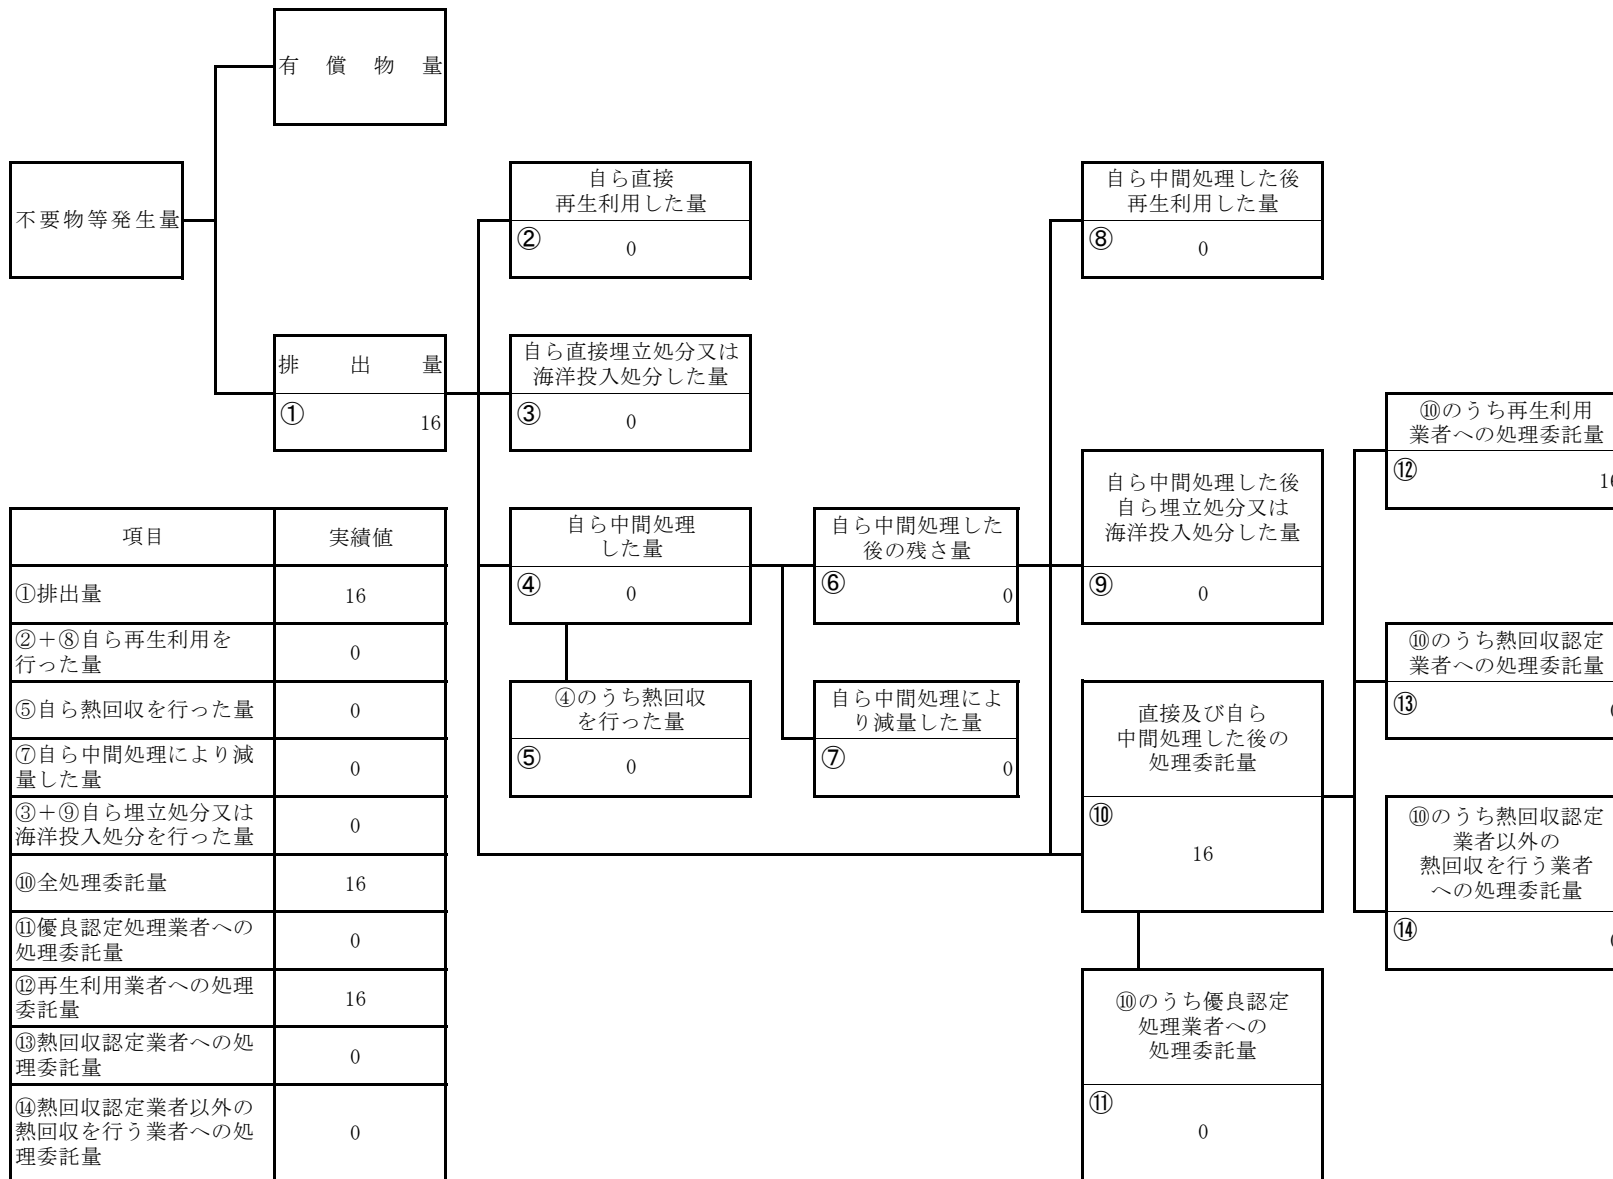 有償物量
不要物等発生量
自ら直接
再生利用した量
②
0
自ら中間処理した後
再生利用した量
⑧
0
排出量
①
16
自ら直接埋立処分又は
海洋投入処分した量
③
0
⑩のうち再生利用
業者への処理委託量
⑫
16
自ら中間処理した後
自ら埋立処分又は
海洋投入処分した量
⑨
0
自ら中間処理
した量
④
0
自ら中間処理した
後の残さ量
⑥
0
⑩のうち熱回収認定
業者への処理委託量
⑬
④のうち熱回収
を行った量
⑤
0
自ら中間処理によ
り減量した量
⑦
0
直接及び自ら
中間処理した後の
処理委託量
⑩
16
⑩のうち熱回収認定
業者以外の
熱回収を行う業者
への処理委託量
⑭
⑩のうち優良認定
処理業者への
処理委託量
⑪
0
項目 実績値
①排出量 16
②+⑧自ら再生利用を
行った量 0
⑤自ら熱回収を行った量 0
⑦自ら中間処理により減
量した量 0
③+⑨自ら埋立処分又は
海洋投入処分を行った量 0
⑩全処理委託量 16
⑪優良認定処理業者への
処理委託量 0
⑫再生利用業者への処理
委託量 16
⑬熱回収認定業者への処
理委託量 0
⑭熱回収認定業者以外の
熱回収を行う業者への処
理委託量 0